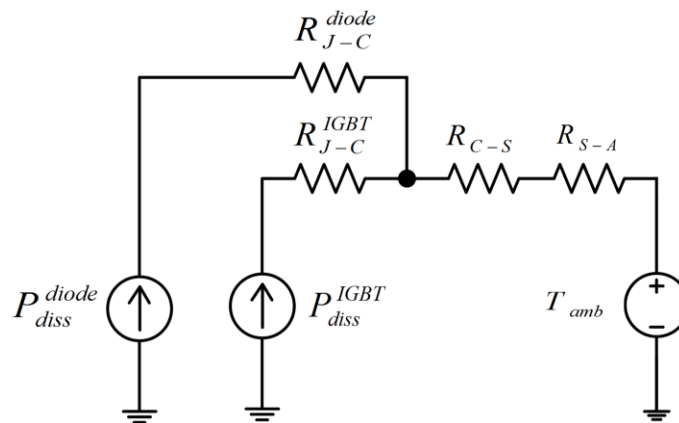 R_{J-C}^{diode}
R_{J-C}^{IGBT}
R_{C-S}
R_{S-A}
P_{diss}^{diode}
P_{diss}^{IGBT}
+
T_{amb}
−